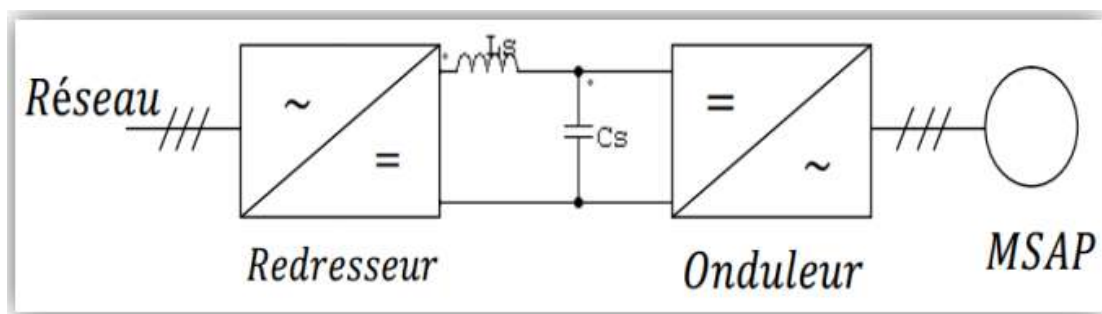 Réseau
Ls
~
=
Cs
=
~
Redresseur
Onduleur
MSAP